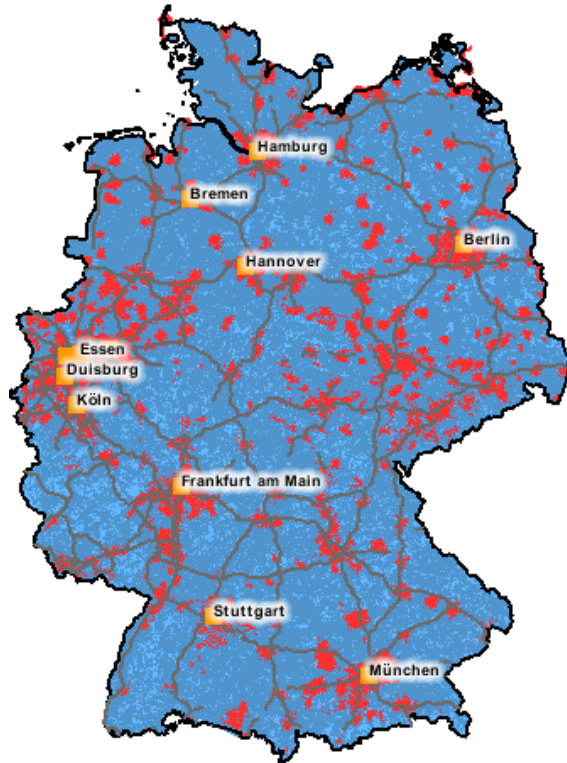 Hamburg
Bremen
Berlin
Hannover
Essen
Duisburg
Köln
Frankfurt am Main
Stuttgart
München